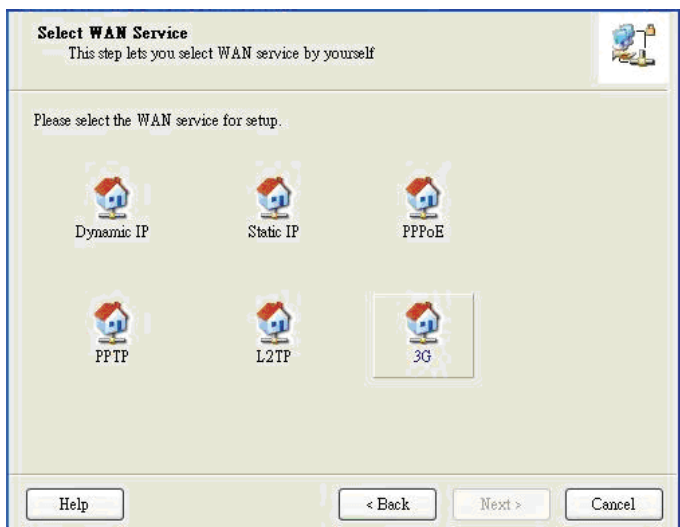 Select WAN Service
This step lets you select WAN service by yourself
Please select the WAN service for setup.
Dynamic IP
Static IP
PPPoE
PPTP
L2TP
3G
Help
< Back
Next >
Cancel